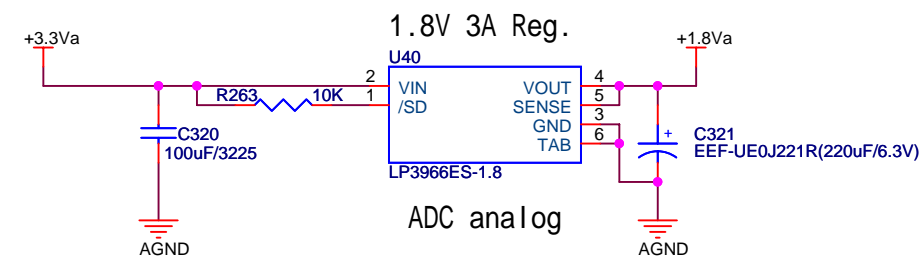 1.8V 3A Reg.
+3.3Va
+1.8Va
U40
2 VIN VOUT 4
R263 10K 1 /SD SENSE 5
GND 3
C320 TAB 6 + C321
100uF/3225 EEF-UE0J221R(220uF/6.3V)
LP3966ES-1.8
ADC analog
AGND AGND